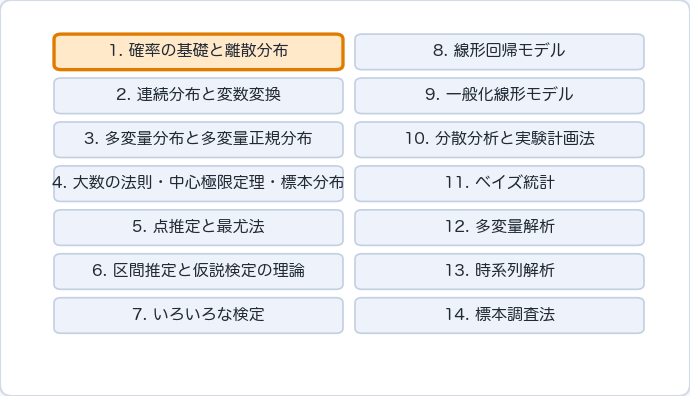 1. 確率の基礎と離散分布
2. 連続分布と変数変換
3. 多変量分布と多変量正規分布
4. 大数の法則・中心極限定理・標本分布
5. 点推定と最尤法
6. 区間推定と仮説検定の理論
7. いろいろな検定
8. 線形回帰モデル
9. 一般化線形モデル
10. 分散分析と実験計画法
11. ベイズ統計
12. 多変量解析
13. 時系列解析
14. 標本調査法